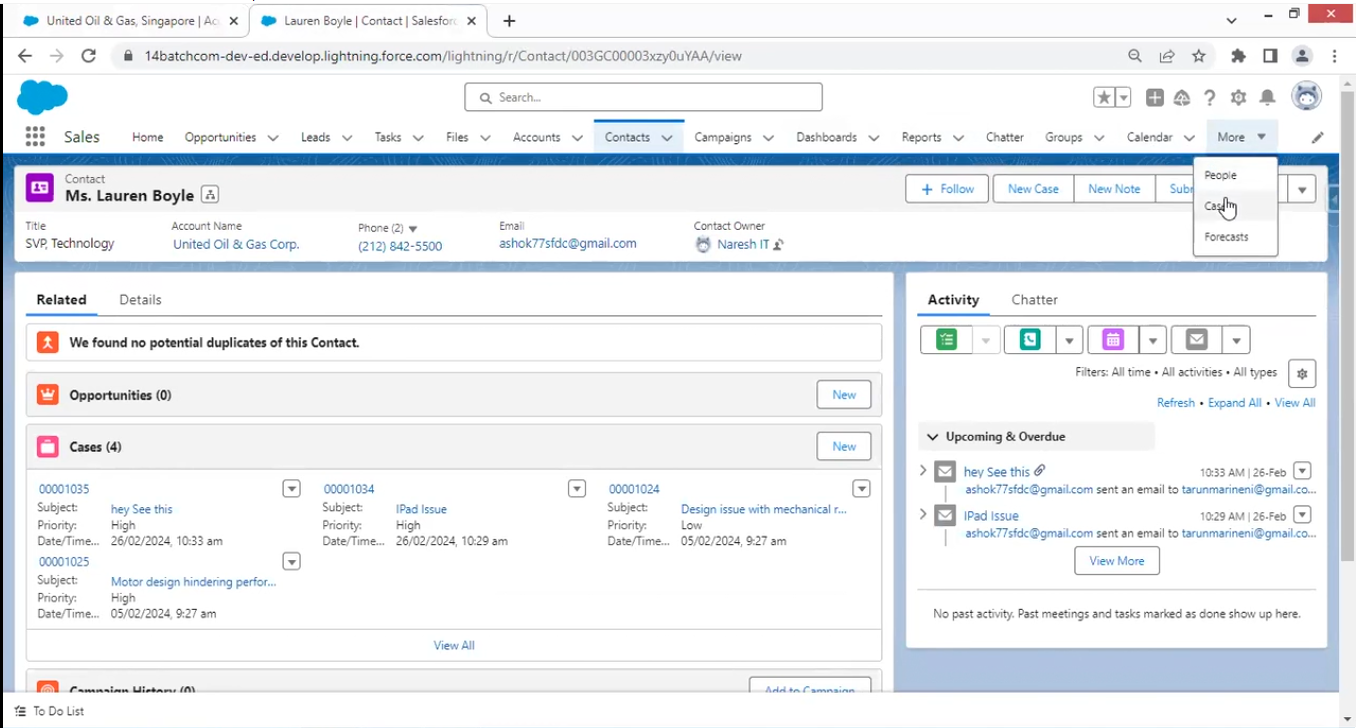 United Oil & Gas, Singapore | Ac
Lauren Boyle | Contact | Salesforc
14batchcom-dev-ed.develop.lightning.force.com/lightning/r/Contact/003GC00003xzy0uYAA/view
Search...
Sales Home Opportunities Leads Tasks Files Accounts Contacts Campaigns Dashboards Reports Chatter Groups Calendar More
People
Forecasts
Contact
Ms. Lauren Boyle
+ Follow New Case New Note
Title Account Name Phone (2) Email Contact Owner
SVP, Technology United Oil & Gas Corp. (212) 842-5500 ashok77sfdc@gmail.com Naresh IT
Related Details
We found no potential duplicates of this Contact.
Opportunities (0) New
Cases (4) New
00001035 00001034 00001024
Subject: hey See this Subject: IPad Issue Subject: Design issue with mechanical r...
Priority: High Priority: High Priority: Low
Date/Time... 26/02/2024, 10:33 am Date/Time... 26/02/2024, 10:29 am Date/Time... 05/02/2024, 9:27 am
00001025
Subject: Motor design hindering perfor...
Priority: High
Date/Time... 05/02/2024, 9:27 am
View All
Campaign History (0) Add to Campaign
Activity Chatter
Filters: All time • All activities • All types
Refresh • Expand All • View All
Upcoming & Overdue
hey See this 10:33 AM | 26-Feb
ashok77sfdc@gmail.com sent an email to tarunmarineni@gmail.co...
IPad Issue 10:29 AM | 26-Feb
ashok77sfdc@gmail.com sent an email to tarunmarineni@gmail.co...
View More
No past activity. Past meetings and tasks marked as done show up here.
To Do List